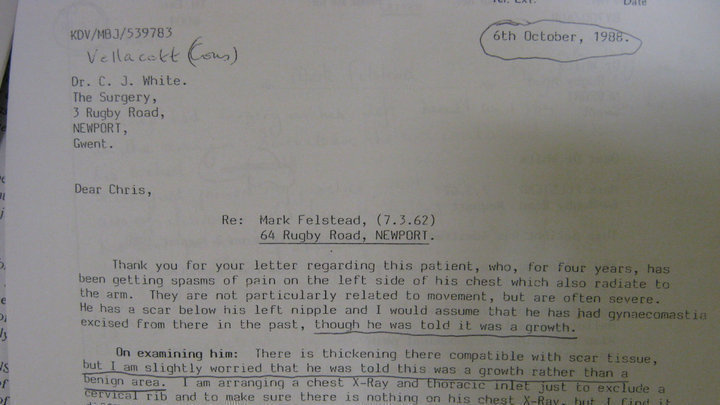 Date
KDV/MBJ/539783
6th October, 1988.
Vellacott (Cons)
Dr. C. J. White.
The Surgery,
3 Rugby Road,
NEWPORT,
Gwent.
Dear Chris,
Re: Mark Felstead, (7.3.62)
64 Rugby Road, NEWPORT.
Thank you for your letter regarding this patient, who, for four years, has
been getting spasms of pain on the left side of his chest which also radiate to
the arm. They are not particularly related to movement, but are often severe.
He has a scar below his left nipple and I would assume that he has had gynaecomastia
excised from there in the past, though he was told it was a growth.
On examining him: There is thickening there compatible with scar tissue,
but I am slightly worried that he was told this was a growth rather than a
benign area. I am arranging a chest X-Ray and thoracic inlet just to exclude a
cervical rib and to make sure there is nothing on his chest X-Ray, but I find it